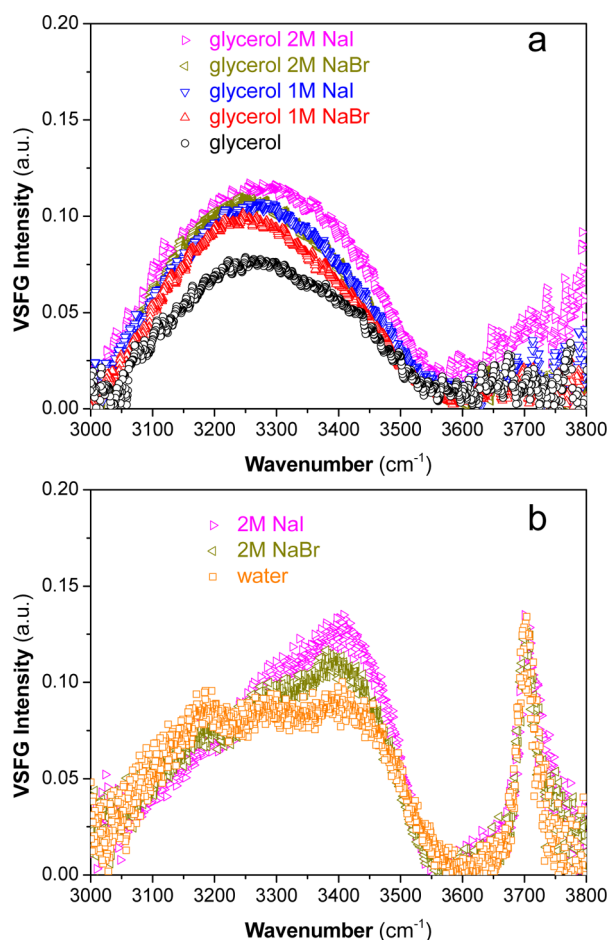 a
glycerol 2M NaI
glycerol 2M NaBr
glycerol 1M NaI
glycerol 1M NaBr
glycerol
VSFG Intensity (a.u.)
0.20
0.15
0.10
0.05
0.00
3000 3100 3200 3300 3400 3500 3600 3700 3800
Wavenumber (cm⁻¹)
b
2M NaI
2M NaBr
water
VSFG Intensity (a.u.)
0.20
0.15
0.10
0.05
0.00
3000 3100 3200 3300 3400 3500 3600 3700 3800
Wavenumber (cm⁻¹)